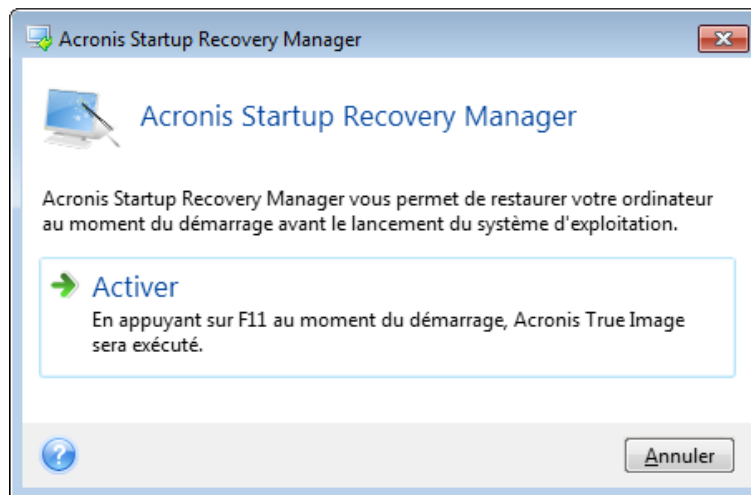 Acronis Startup Recovery Manager
Acronis Startup Recovery Manager
Acronis Startup Recovery Manager vous permet de restaurer votre ordinateur
au moment du démarrage avant le lancement du système d'exploitation.
Activer
En appuyant sur F11 au moment du démarrage, Acronis True Image
sera exécuté.
?
Annuler